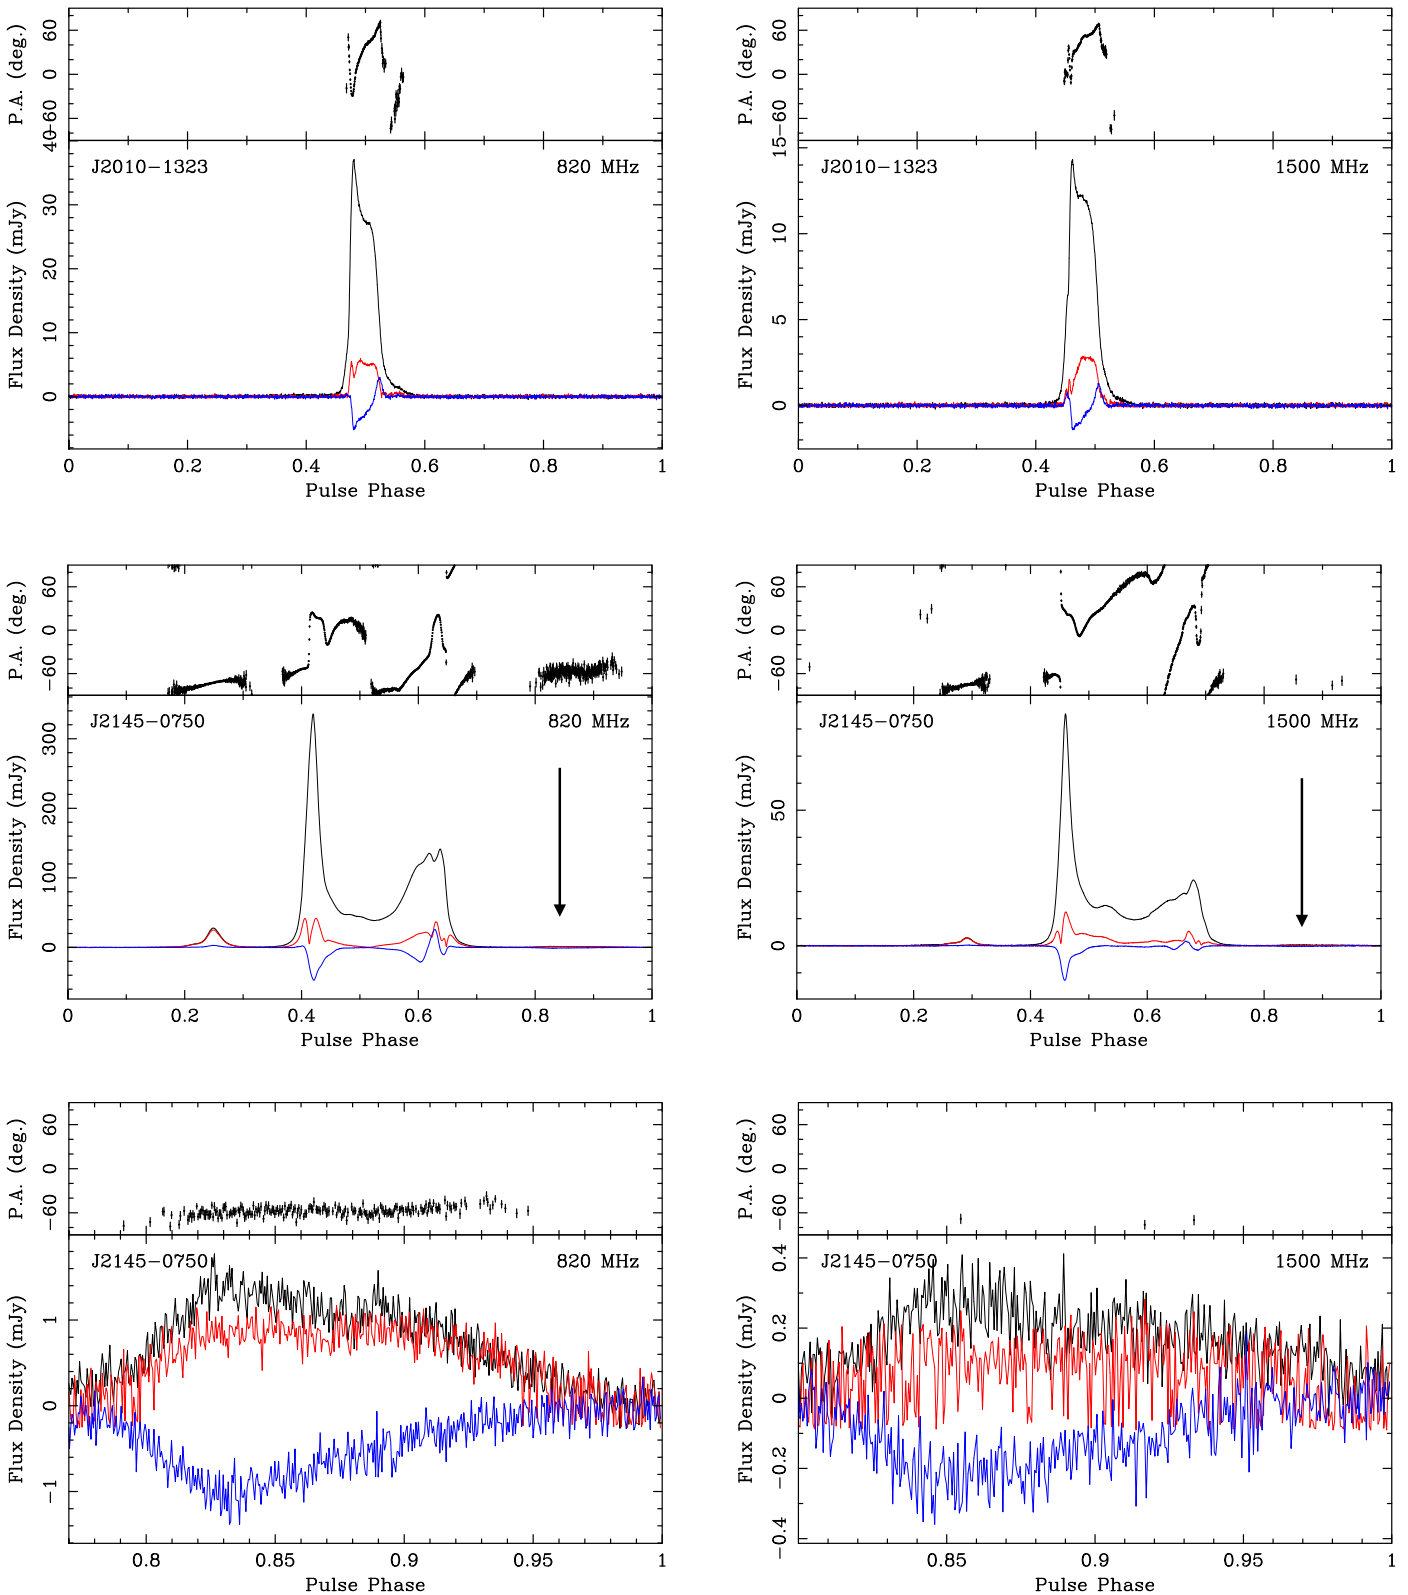 P.A. (deg.)
60
0
−60
P.A. (deg.)
60
0
−60
J2010−1323
820 MHz
Flux Density (mJy)
40
30
20
10
0
0
0.2
0.4
0.6
0.8
1
Pulse Phase
J2010−1323
1500 MHz
Flux Density (mJy)
15
10
5
0
0
0.2
0.4
0.6
0.8
1
Pulse Phase
P.A. (deg.)
60
0
−60
P.A. (deg.)
60
0
−60
J2145−0750
820 MHz
Flux Density (mJy)
300
200
100
0
0
0.2
0.4
0.6
0.8
1
Pulse Phase
J2145−0750
1500 MHz
Flux Density (mJy)
50
0
0
0.2
0.4
0.6
0.8
1
Pulse Phase
P.A. (deg.)
60
0
−60
P.A. (deg.)
60
0
−60
J2145−0750
820 MHz
Flux Density (mJy)
1
0
−1
0.8
0.85
0.9
0.95
1
Pulse Phase
J2145−0750
1500 MHz
Flux Density (mJy)
0.4
0.2
0
−0.2
−0.4
0.85
0.9
0.95
1
Pulse Phase